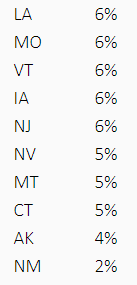 LA 6%
MO 6%
VT 6%
IA 6%
NJ 6%
NV 5%
MT 5%
CT 5%
AK 4%
NM 2%